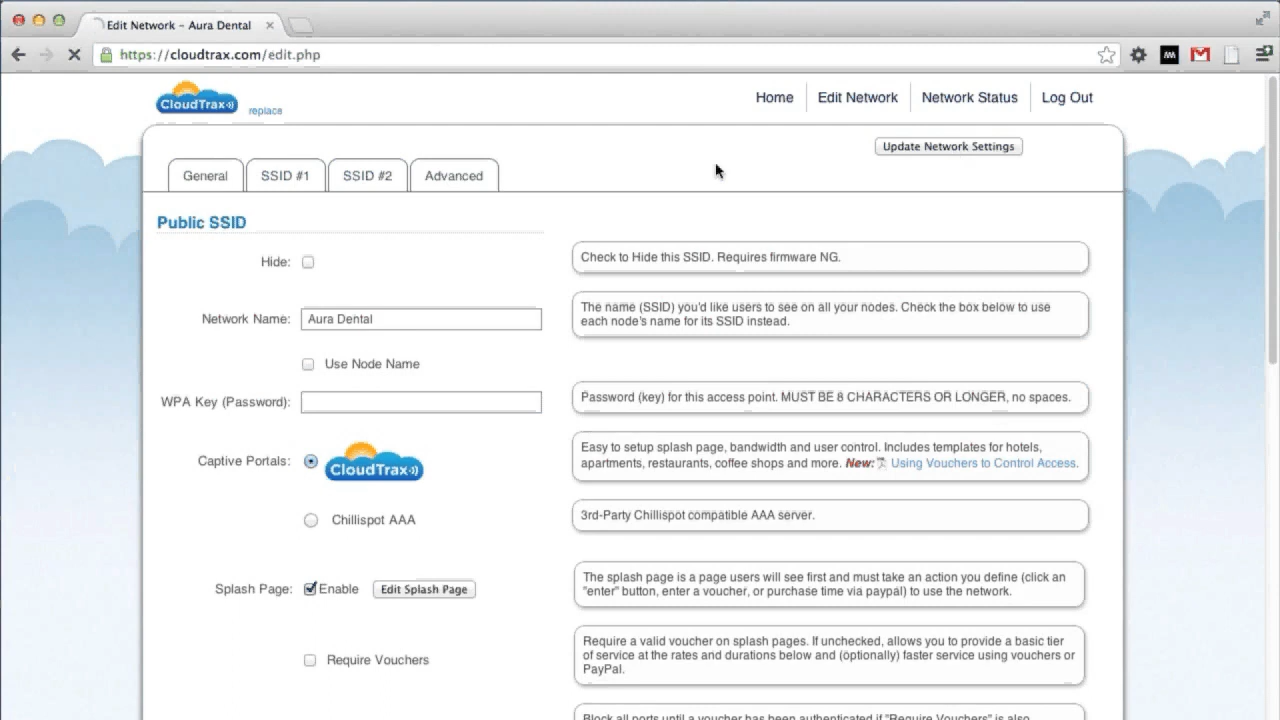 Edit Network – Aura Dental
https://cloudtrax.com/edit.php
CloudTrax
replace
Home
Edit Network
Network Status
Log Out
Update Network Settings
General
SSID #1
SSID #2
Advanced
Public SSID
Hide:
Check to Hide this SSID. Requires firmware NG.
Network Name:
Aura Dental
The name (SSID) you'd like users to see on all your nodes. Check the box below to use
each node's name for its SSID instead.
Use Node Name
WPA Key (Password):
Password (key) for this access point. MUST BE 8 CHARACTERS OR LONGER, no spaces.
Captive Portals:
CloudTrax
Easy to setup splash page, bandwidth and user control. Includes templates for hotels,
apartments, restaurants, coffee shops and more. New: Using Vouchers to Control Access.
Chillispot AAA
3rd-Party Chillispot compatible AAA server.
Splash Page:
Enable
Edit Splash Page
The splash page is a page users will see first and must take an action you define (click an
"enter" button, enter a voucher, or purchase time via paypal) to use the network.
Require Vouchers
Require a valid voucher on splash pages. If unchecked, allows you to provide a basic tier
of service at the rates and durations below and (optionally) faster service using vouchers or
PayPal.
Block all ports until a voucher has been authenticated if "Require Vouchers" is also